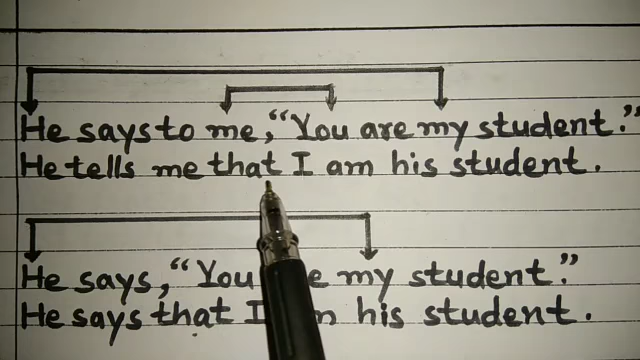 He says to me, "You are my student."
He tells me that I am his student.
He says, "You my student."
He says that I his student.